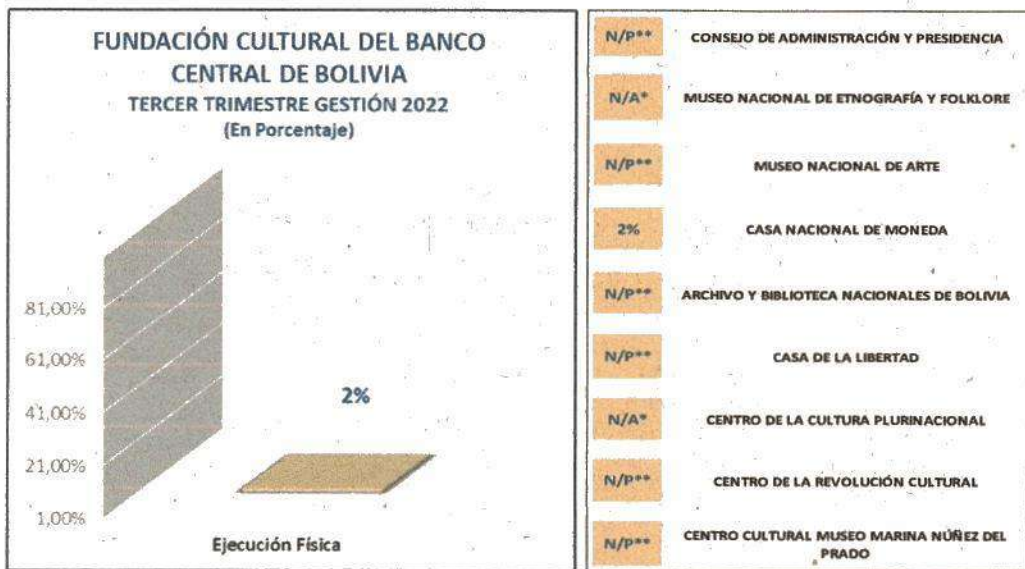 FUNDACIÓN CULTURAL DEL BANCO
CENTRAL DE BOLIVIA
TERCER TRIMESTRE GESTIÓN 2022
(En Porcentaje)
81,00%
61,00%
41,00%
21,00%
1,00%
2%
Ejecución Física
N/P** CONSEJO DE ADMINISTRACIÓN Y PRESIDENCIA
N/A* MUSEO NACIONAL DE ETNOGRAFÍA Y FOLKLORE
N/P** MUSEO NACIONAL DE ARTE
2% CASA NACIONAL DE MONEDA
N/P** ARCHIVO Y BIBLIOTECA NACIONALES DE BOLIVIA
N/P** CASA DE LA LIBERTAD
N/A* CENTRO DE LA CULTURA PLURINACIONAL
N/P** CENTRO DE LA REVOLUCIÓN CULTURAL
N/P** CENTRO CULTURAL MUSEO MARINA NÚÑEZ DEL
PRADO